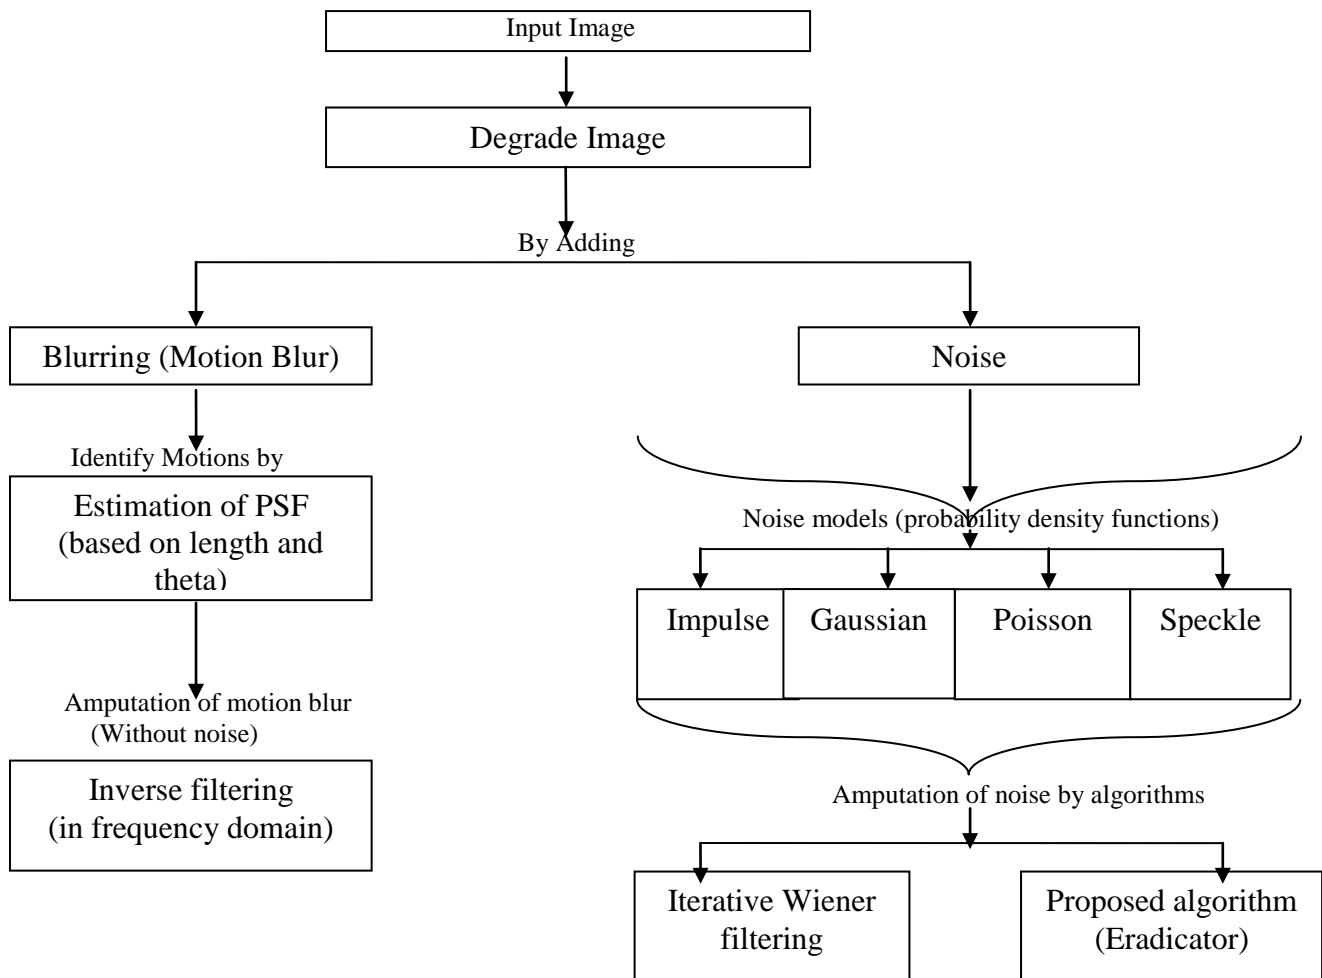 Input Image
Degrade Image
By Adding
Blurring (Motion Blur)
Noise
Identify Motions by
Estimation of PSF
(based on length and
theta)
Noise models (probability density functions)
Impulse
Gaussian
Poisson
Speckle
Amputation of motion blur
(Without noise)
Inverse filtering
(in frequency domain)
Amputation of noise by algorithms
Iterative Wiener
filtering
Proposed algorithm
(Eradicator)